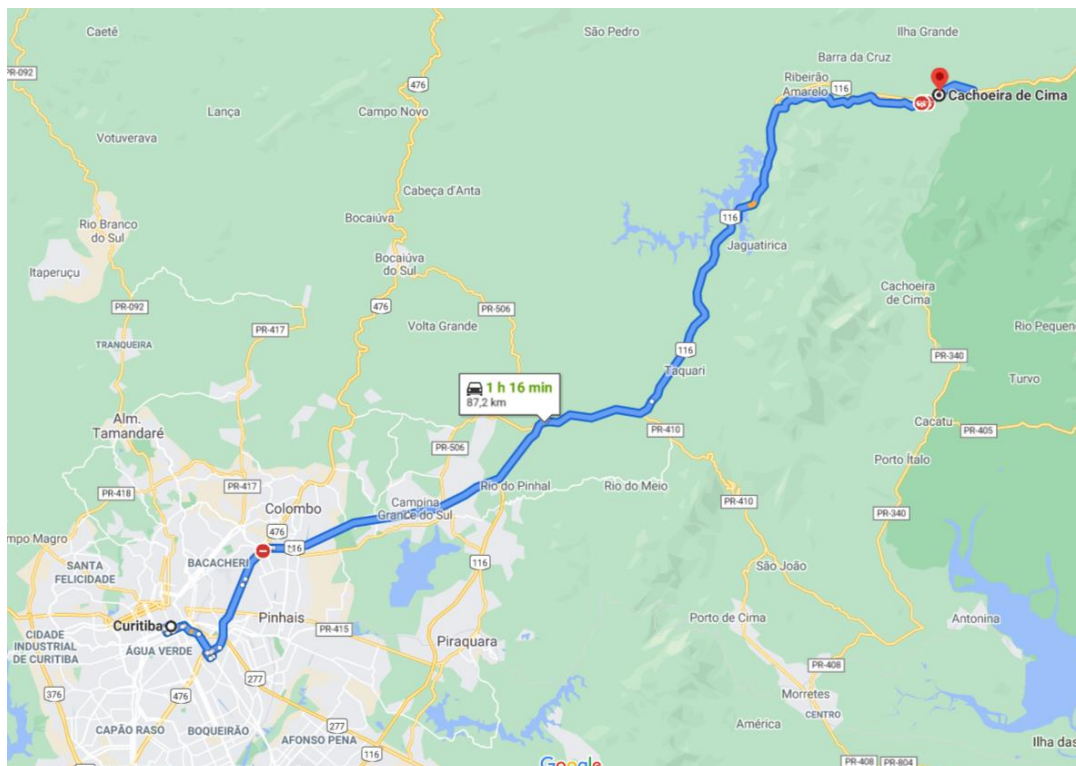 Caetê
São Pedro
Ilha Grande
PR-092
476
Barra da Cruz
Ribeirão
Amarelo
116
Cachoeira de Cima
Lança
Campo Novo
Votuverava
Cabeça d'Anta
Rio Branco
do Sul
Bocaiúva
116
Jaguatirica
Itaperuçu
Bocaiúva
do Sul
Cachoeira
de Cima
PR-092
476
PR-506
PR-417
Volta Grande
Rio Pequeno
TRANQUEIRA
116
PR-340
Taquari
Turvo
1 h 16 min
87,2 km
Alm.
Tamandaré
PR-410
Cacatu
PR-405
PR-506
Porto Ítalo
PR-418
PR-417
Rio do Pinhal
Rio do Meio
PR-410
Colombo
Campina
Grance do Sul
PR-340
ampo Magro
476
116
BACACHERI
116
SANTA
FELICIDADE
São João
Curitiba
Pinhais
PR-415
Porto de Cima
Antonina
CIDADE
INDUSTRIAL
DE CURITIBA
ÁGUA VERDE
Piraquara
PR-408
277
376
476
Morretes
CENTRO
América
CAPÃO RASO
BOQUEIRÃO
277
AFONSO PENA
116
Ilha das
PR-408
PR-804
Google